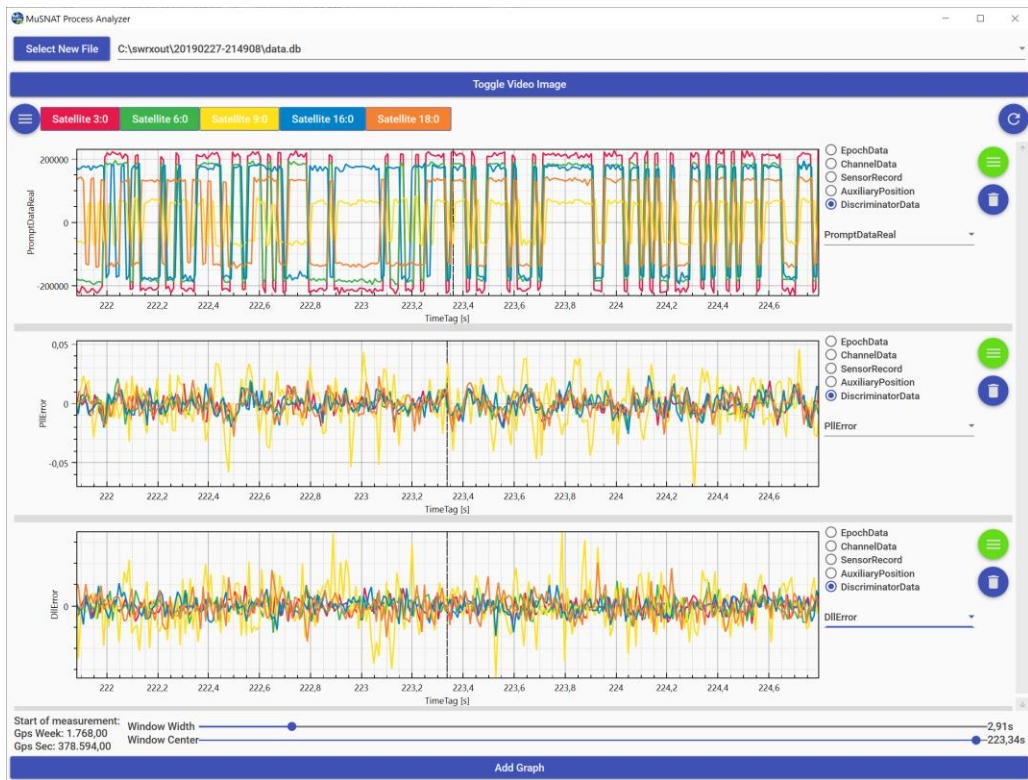 MuSNAT Process Analyzer
Select New File C:\swrxout\20190227-214908\data.db
Toggle Video Image
Satellite 3:0 Satellite 6:0 Satellite 9:0 Satellite 16:0 Satellite 18:0
PromptDataReal
200000
0
-200000
222 222,2 222,4 222,6 222,8 223 223,2 223,4 223,6 223,8 224 224,2 224,4 224,6
TimeTag [s]
EpochData
ChannelData
SensorRecord
AuxiliaryPosition
DiscriminatorData
PromptDataReal
PllError
0,05
0
-0,05
222 222,2 222,4 222,6 222,8 223 223,2 223,4 223,6 223,8 224 224,2 224,4 224,6
TimeTag [s]
EpochData
ChannelData
SensorRecord
AuxiliaryPosition
DiscriminatorData
PllError
DllError
0
222 222,2 222,4 222,6 222,8 223 223,2 223,4 223,6 223,8 224 224,2 224,4 224,6
TimeTag [s]
EpochData
ChannelData
SensorRecord
AuxiliaryPosition
DiscriminatorData
DllError
Start of measurement:
Gps Week: 1.768,00
Gps Sec: 378.594,00
Window Width 2,91s
Window Center 223,34s
Add Graph